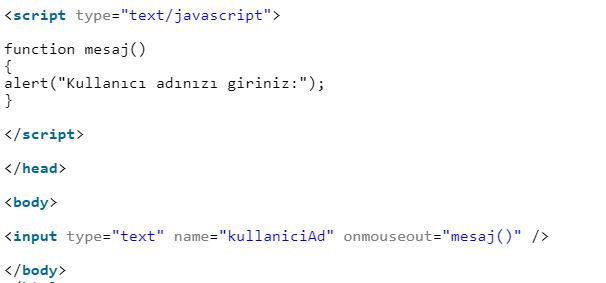 <script type="text/javascript">
function mesaj()
{
alert("Kullanıcı adınızı giriniz:");
}
</script>
</head>
<body>
<input type="text" name="kullaniciAd" onmouseout="mesaj()" />
</body>